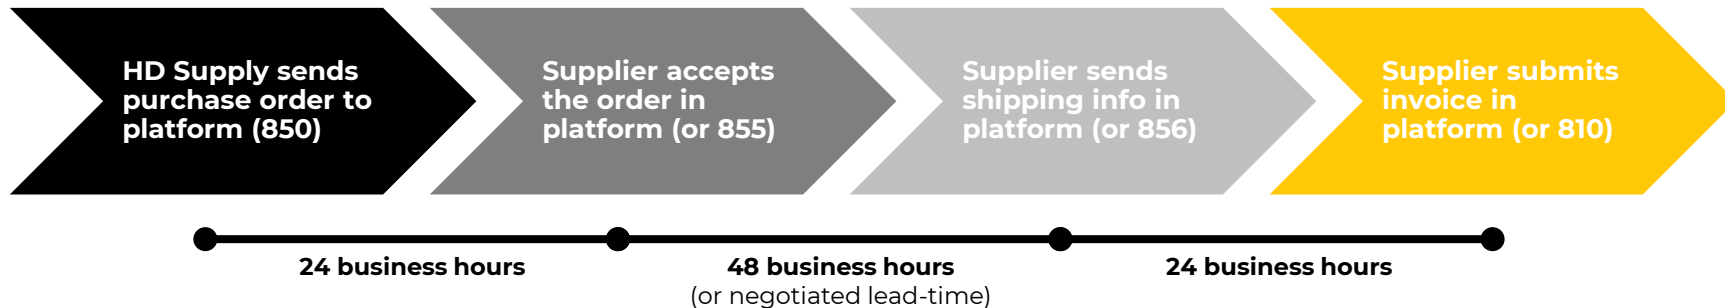 HD Supply sends
purchase order to
platform (850)
Supplier accepts
the order in
platform (or 855)
Supplier sends
shipping info in
platform (or 856)
Supplier submits
invoice in
platform (or 810)
24 business hours
48 business hours
(or negotiated lead-time)
24 business hours